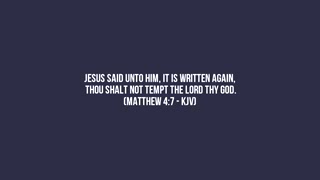 JESUS SAID UNTO HIM, IT IS WRITTEN AGAIN,
THOU SHALT NOT TEMPT THE LORD THY GOD.
(MATTHEW 4:7 - KJV)